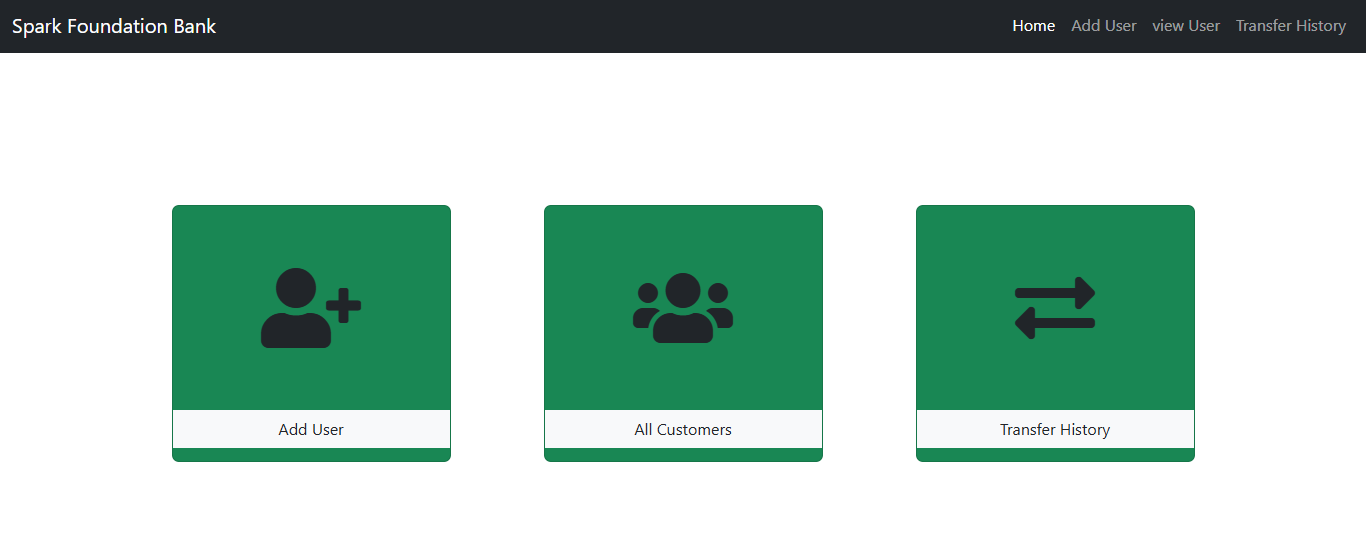 Spark Foundation Bank
Home Add User view User Transfer History
Add User
All Customers
Transfer History